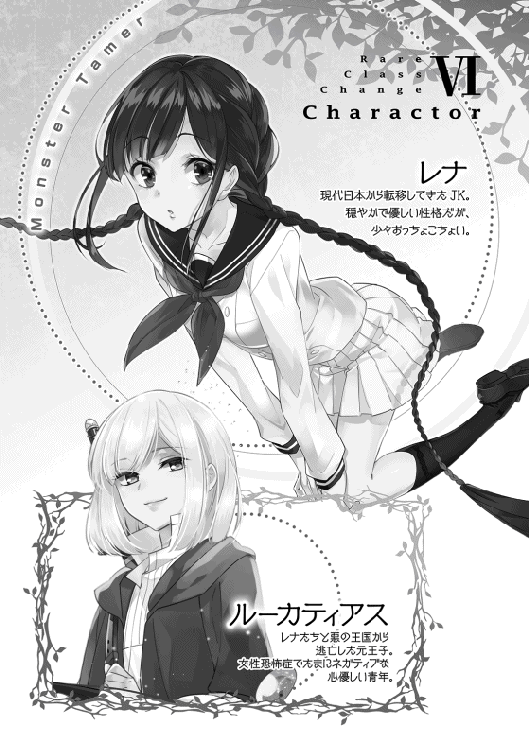 Monster Tamer
Rare
Class
Change
VI
Charactor
レナ
現代日本から転移してきたJK。
穏やかで優しい性格だが、
少々おっちょこちょい。
ルーカティアス
レナたちと悪の王国から
逃亡した元王子。
女性恐怖症でたまにネガティブな
心優しい青年。